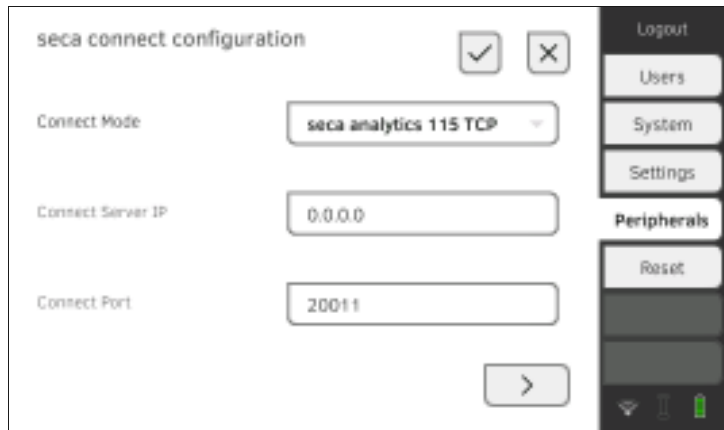 seca connect configuration
Connect Mode
seca analytics 115 TCP
Connect Server IP
0.0.0.0
Connect Port
20011
Logout
Users
System
Settings
Peripherals
Reset